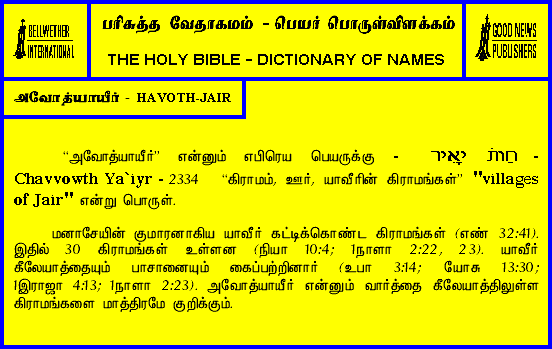 BELLWETHER
INTERNATIONAL
பரிசுத்த வேதாகமம் - பெயர் பொருள்விளக்கம்
THE HOLY BIBLE - DICTIONARY OF NAMES
GOOD NEWS
PUBLISHERS
அவோத்யாயீர் - HAVOTH-JAIR
“அவோத்யாயீர்” என்னும் எபிரெய பெயருக்கு - חַוֹּת יָאִיר -
Chavvowth Ya`iyr - 2334 “கிராமம், ஊர், யாவீரின் கிராமங்கள்” "villages
of Jair" என்று பொருள்.
மனாசேயின் குமாரனாகிய யாவீர் கட்டிக்கொண்ட கிராமங்கள் (எண் 32:41).
இதில் 30 கிராமங்கள் உள்ளன (நியா 10:4; 1நாளா 2:22, 23). யாவீர்
கீலேயாத்தையும் பாசானையும் கைப்பற்றினார் (உபா 3:14; யோசு 13:30;
1இராஜா 4:13; 1நாளா 2:23). அவோத்யாயீர் என்னும் வார்த்தை கீலேயாத்திலுள்ள
கிராமங்களை மாத்திரமே குறிக்கும்.